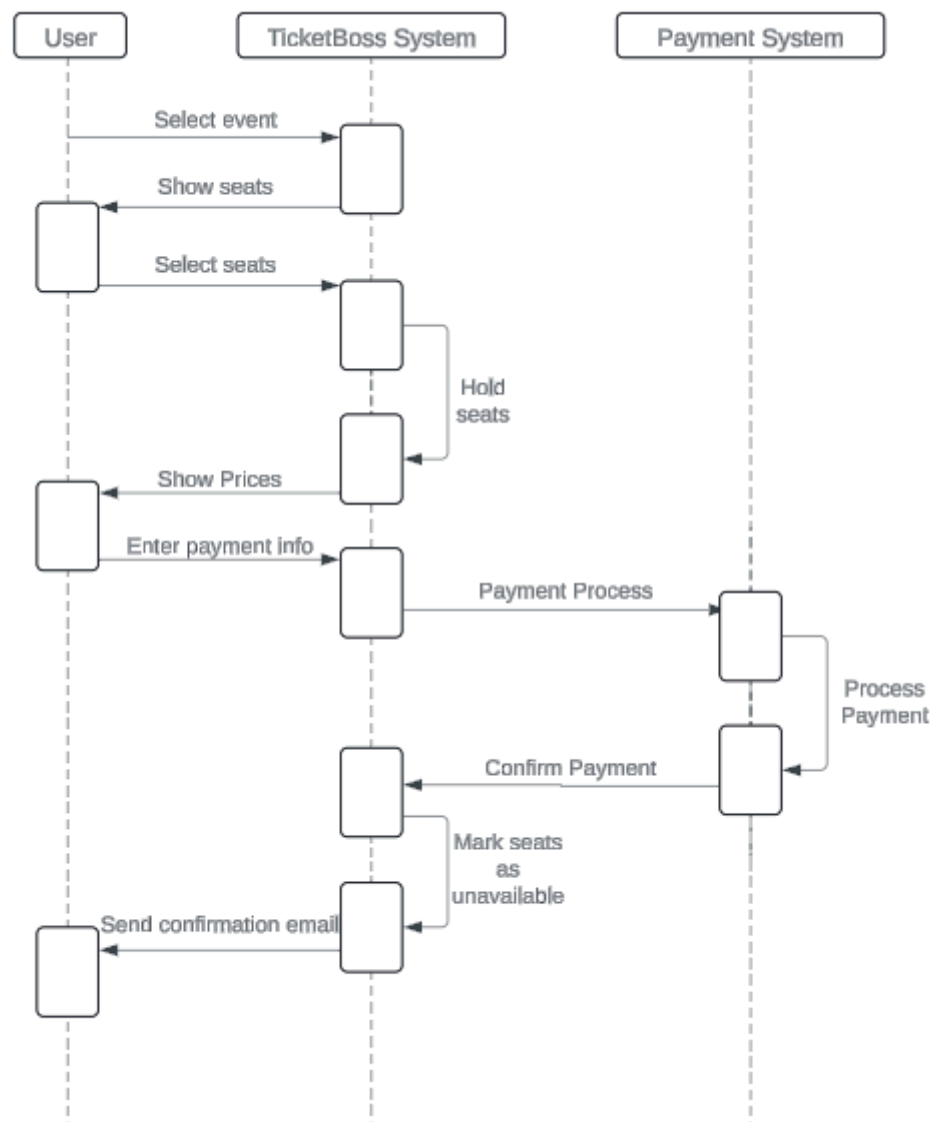 User
TicketBoss System
Payment System
Select event
Show seats
Select seats
Hold
seats
Show Prices
Enter payment info
Payment Process
Process
Payment
Confirm Payment
Mark seats
as
unavailable
Send confirmation email